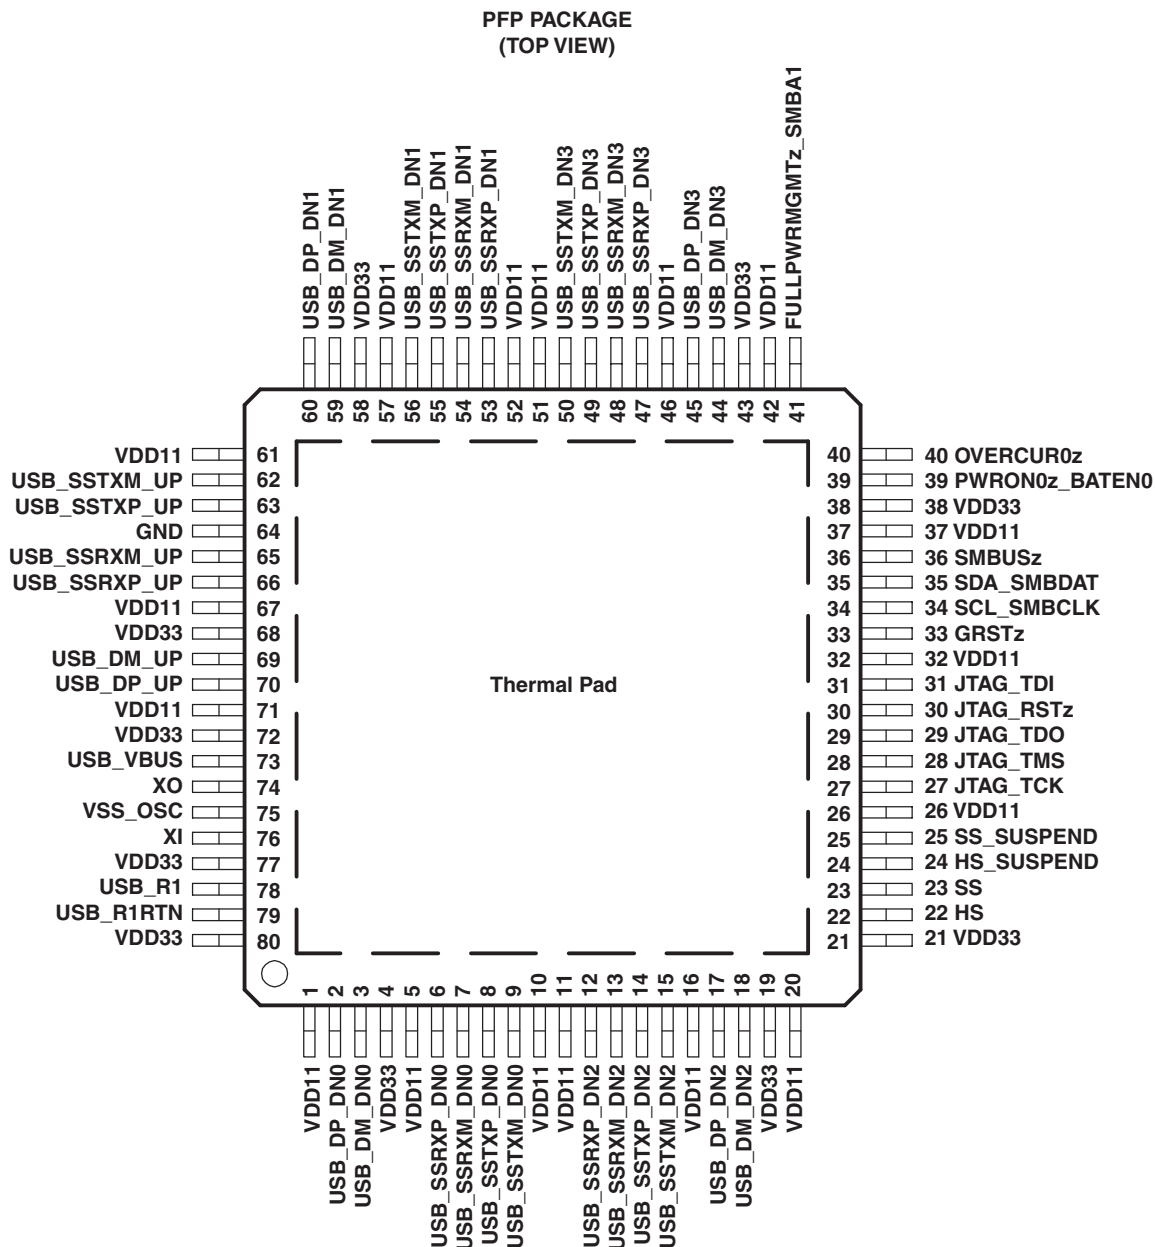 PFP PACKAGE
(TOP VIEW)
USB_DP_DN1
USB_DM_DN1
VDD33
VDD11
USB_SSTXM_DN1
USB_SSTXP_DN1
USB_SSRXM_DN1
USB_SSRXP_DN1
VDD11
VDD11
USB_SSTXM_DN3
USB_SSTXP_DN3
USB_SSRXM_DN3
USB_SSRXP_DN3
VDD11
USB_DP_DN3
USB_DM_DN3
VDD33
VDD11
FULLPWRMGMTz_SMBA1
60
59
58
57
56
55
54
53
52
51
50
49
48
47
46
45
44
43
42
41
VDD11 61
USB_SSTXM_UP 62
USB_SSTXP_UP 63
GND 64
USB_SSRXM_UP 65
USB_SSRXP_UP 66
VDD11 67
VDD33 68
USB_DM_UP 69
USB_DP_UP 70
VDD11 71
VDD33 72
USB_VBUS 73
XO 74
VSS_OSC 75
XI 76
VDD33 77
USB_R1 78
USB_R1RTN 79
VDD33 80
Thermal Pad
40 40 OVERCUR0z
39 39 PWRON0z_BATEN0
38 38 VDD33
37 37 VDD11
36 36 SMBUSz
35 35 SDA_SMBDAT
34 34 SCL_SMBCLK
33 33 GRSTz
32 32 VDD11
31 31 JTAG_TDI
30 30 JTAG_RSTz
29 29 JTAG_TDO
28 28 JTAG_TMS
27 27 JTAG_TCK
26 26 VDD11
25 25 SS_SUSPEND
24 24 HS_SUSPEND
23 23 SS
22 22 HS
21 21 VDD33
1
2
3
4
5
6
7
8
9
10
11
12
13
14
15
16
17
18
19
20
VDD11
USB_DP_DN0
USB_DM_DN0
VDD33
VDD11
USB_SSRXP_DN0
USB_SSRXM_DN0
USB_SSTXP_DN0
USB_SSTXM_DN0
VDD11
VDD11
USB_SSRXP_DN2
USB_SSRXM_DN2
USB_SSTXP_DN2
USB_SSTXM_DN2
VDD11
USB_DP_DN2
USB_DM_DN2
VDD33
VDD11